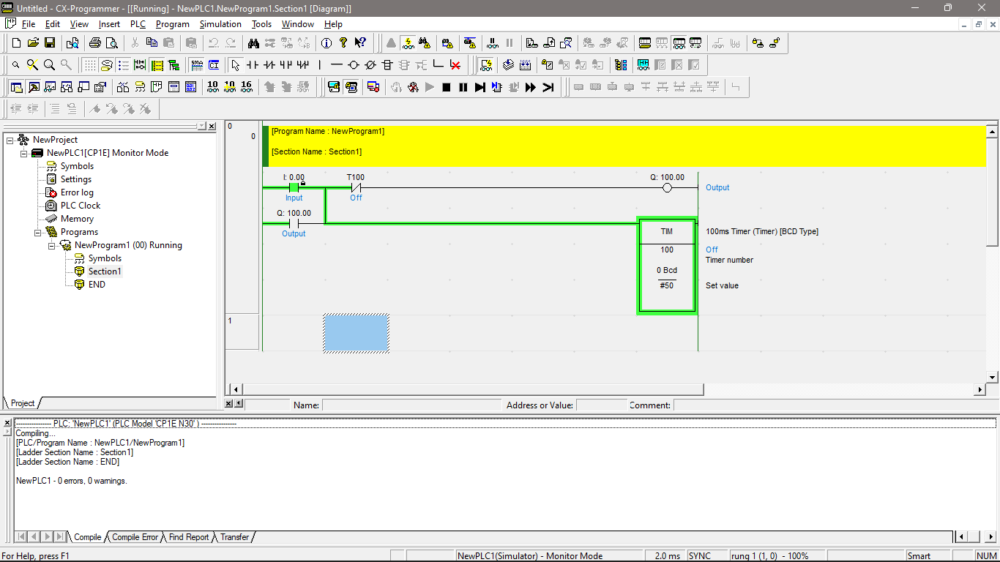 Untitled - CX-Programmer - [[Running] - NewPLC1.NewProgram1.Section1 [Diagram]]
File Edit View Insert PLC Program Simulation Tools Window Help
SMA CI
10 10 16
NewProject
NewPLC1[CP1E] Monitor Mode
Symbols
Settings
Error log
PLC Clock
Memory
Programs
NewProgram1 (00) Running
Symbols
Section1
END
Project
0
0
[Program Name : NewProgram1]
[Section Name : Section1]
I: 0.00 T100 Q: 100.00
Input Off Output
Q: 100.00
Output
TIM 100ms Timer (Timer) [BCD Type]
100 Off
Timer number
0 Bcd
#50 Set value
1
Name: Address or Value: Comment:
---------------- PLC: 'NewPLC1' (PLC Model 'CP1E N30' ) ----------------
Compiling...
[PLC/Program Name : NewPLC1/NewProgram1]
[Ladder Section Name : Section1]
[Ladder Section Name : END]
NewPLC1 - 0 errors, 0 warnings.
Compile Compile Error Find Report Transfer
For Help, press F1 NewPLC1(Simulator) - Monitor Mode 2.0 ms SYNC rung 1 (1, 0) - 100% Smart NUM